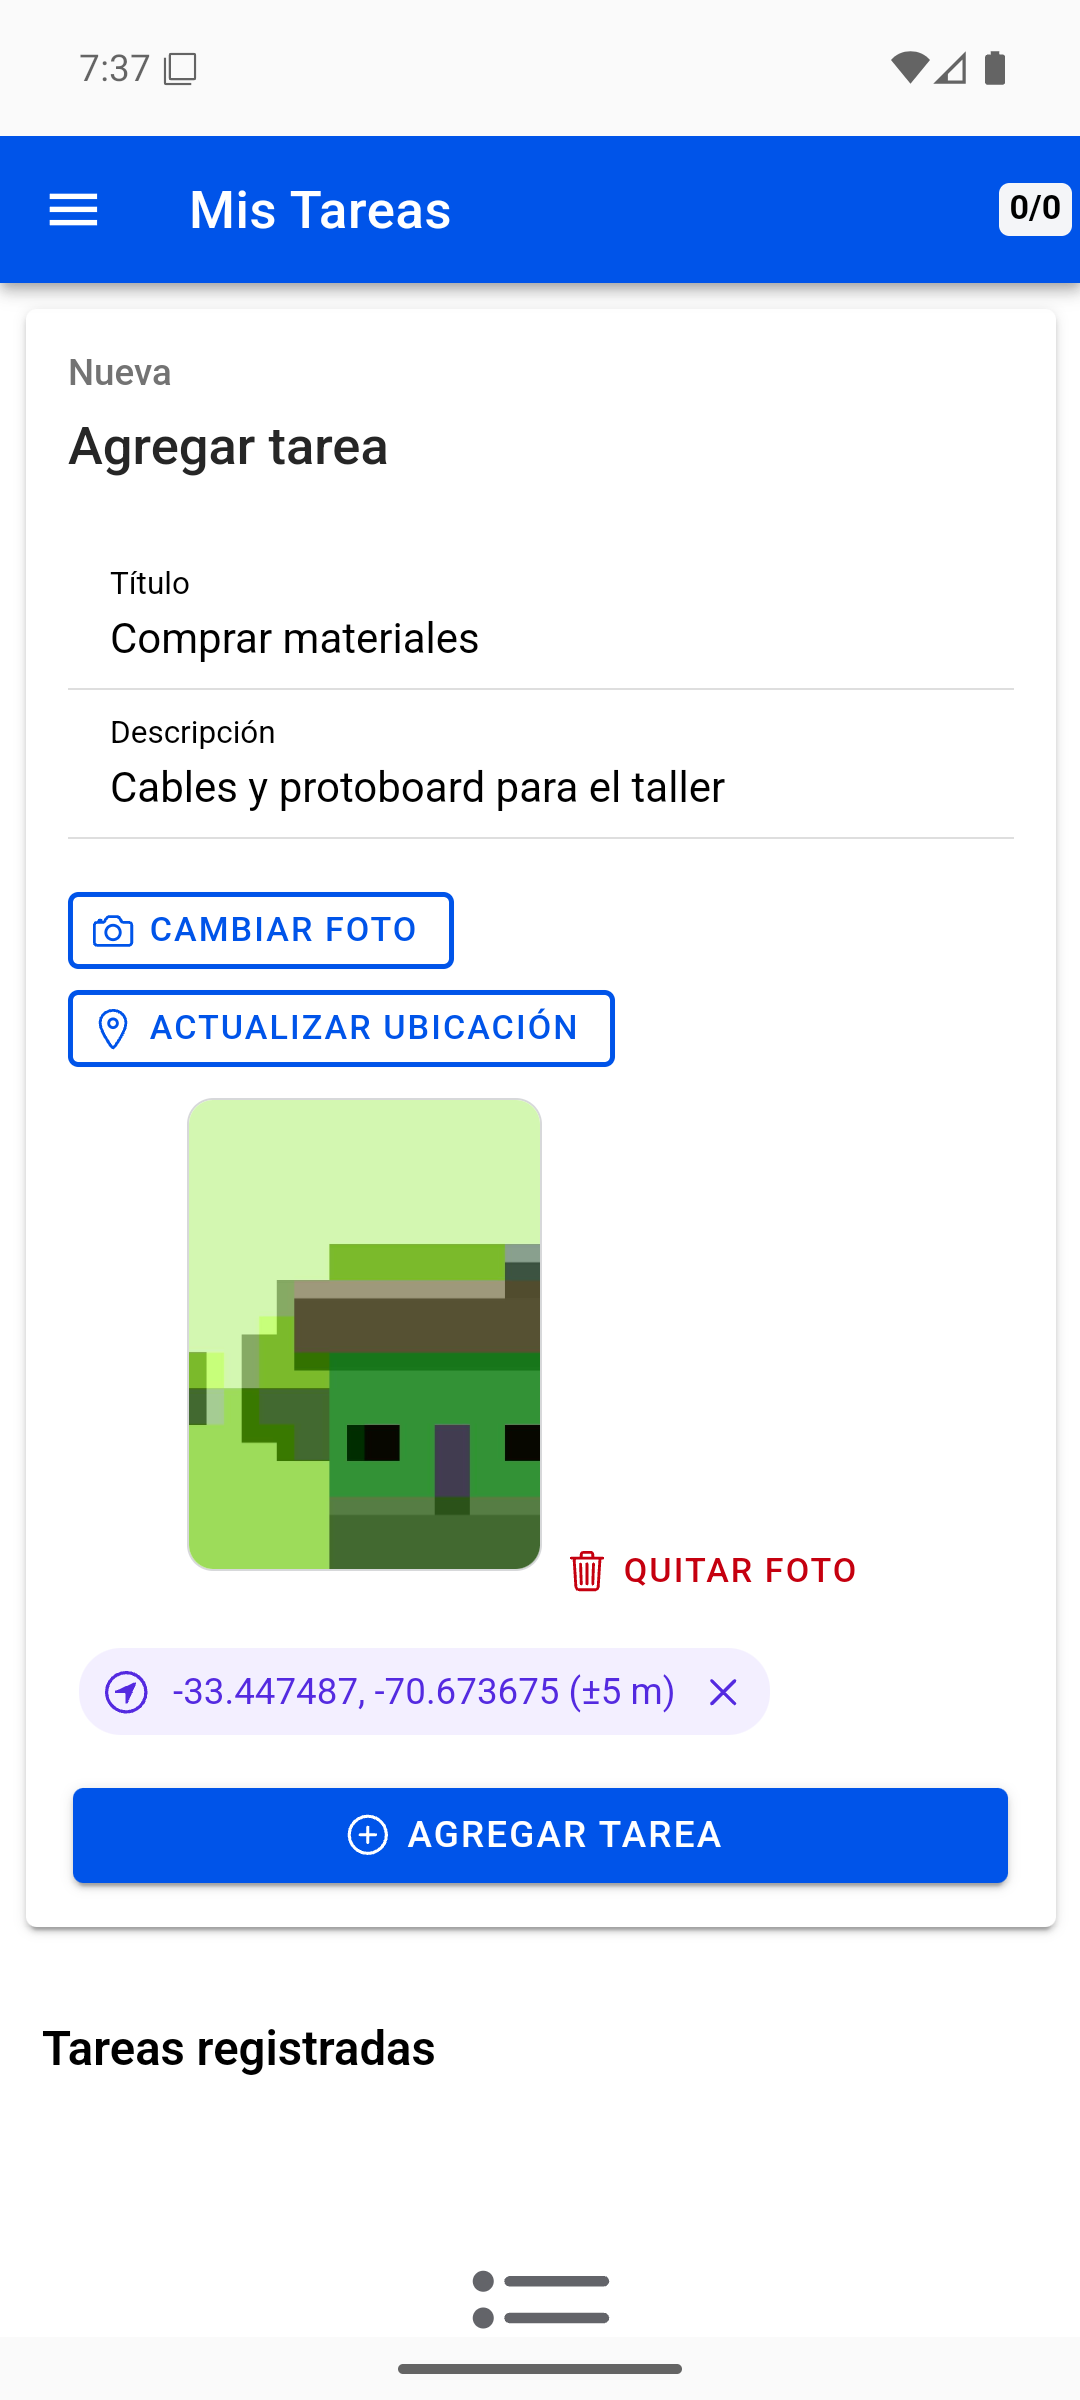 7:37
Mis Tareas
0/0
Nueva
Agregar tarea
Título
Comprar materiales
Descripción
Cables y protoboard para el taller
CAMBIAR FOTO
ACTUALIZAR UBICACIÓN
QUITAR FOTO
-33.447487, -70.673675 (±5 m)
AGREGAR TAREA
Tareas registradas